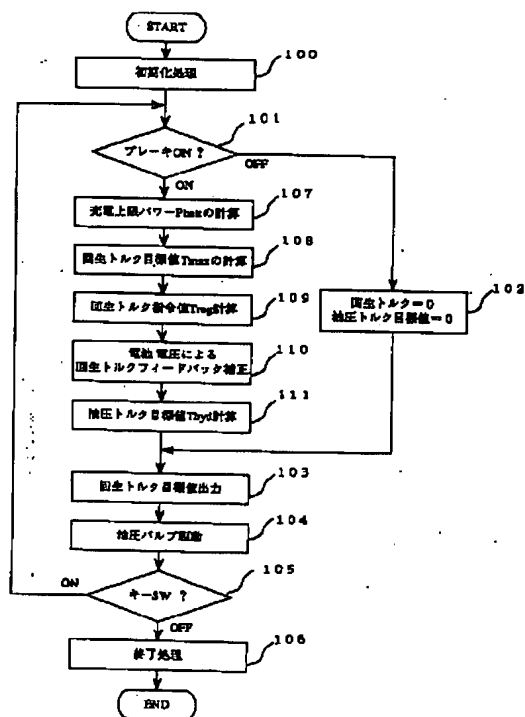 START
初期化処理
100
ブレーキON ?
101
OFF
ON
充電上限パワーPbatの計算
107
回生トルク目標値Tmaxの計算
108
回生トルク指令値Treg計算
109
電池電圧による
回生トルクフィードバック補正
110
油圧トルク目標値Thyd計算
111
回生トルク=0
油圧トルク目標値=0
102
回生トルク目標値出力
103
油圧バルブ駆動
104
ON
キーSW ?
105
OFF
終了処理
106
END